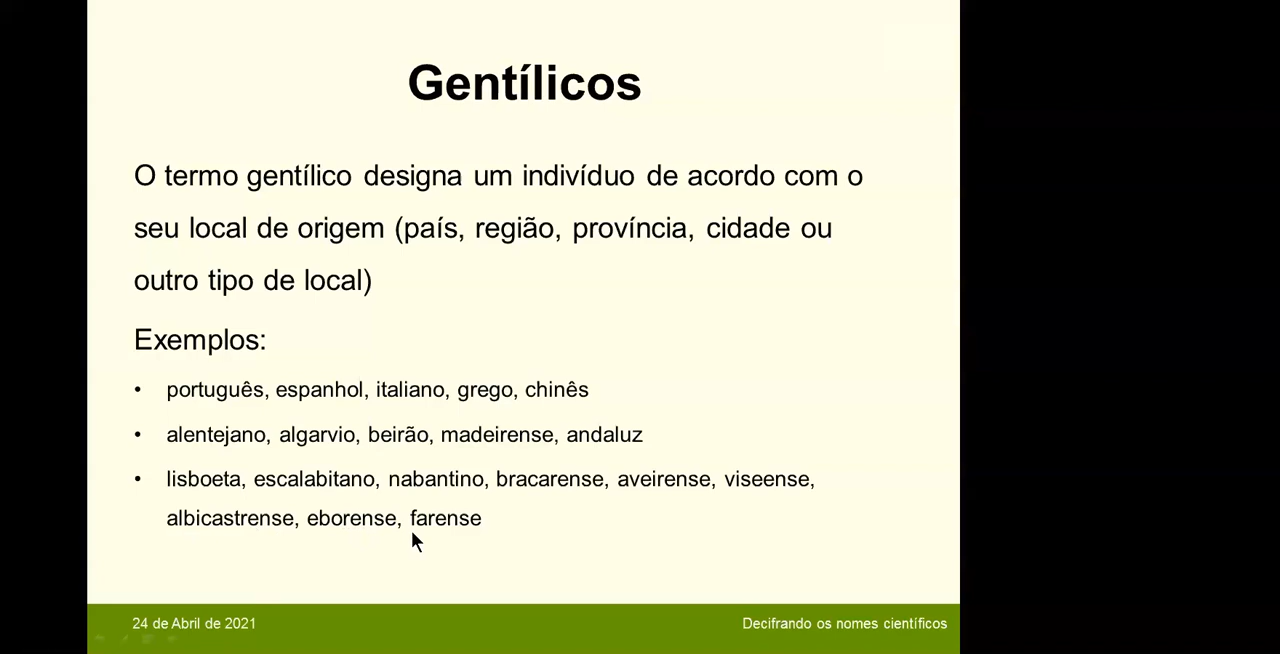 Gentílicos
O termo gentílico designa um indivíduo de acordo com o
seu local de origem (país, região, província, cidade ou
outro tipo de local)
Exemplos:
• português, espanhol, italiano, grego, chinês
• alentejano, algarvio, beirão, madeirense, andaluz
• lisboeta, escalabitano, nabantino, bracarense, aveirense, viseense,
albicastrense, eborense, farense
24 de Abril de 2021
Decifrando os nomes científicos